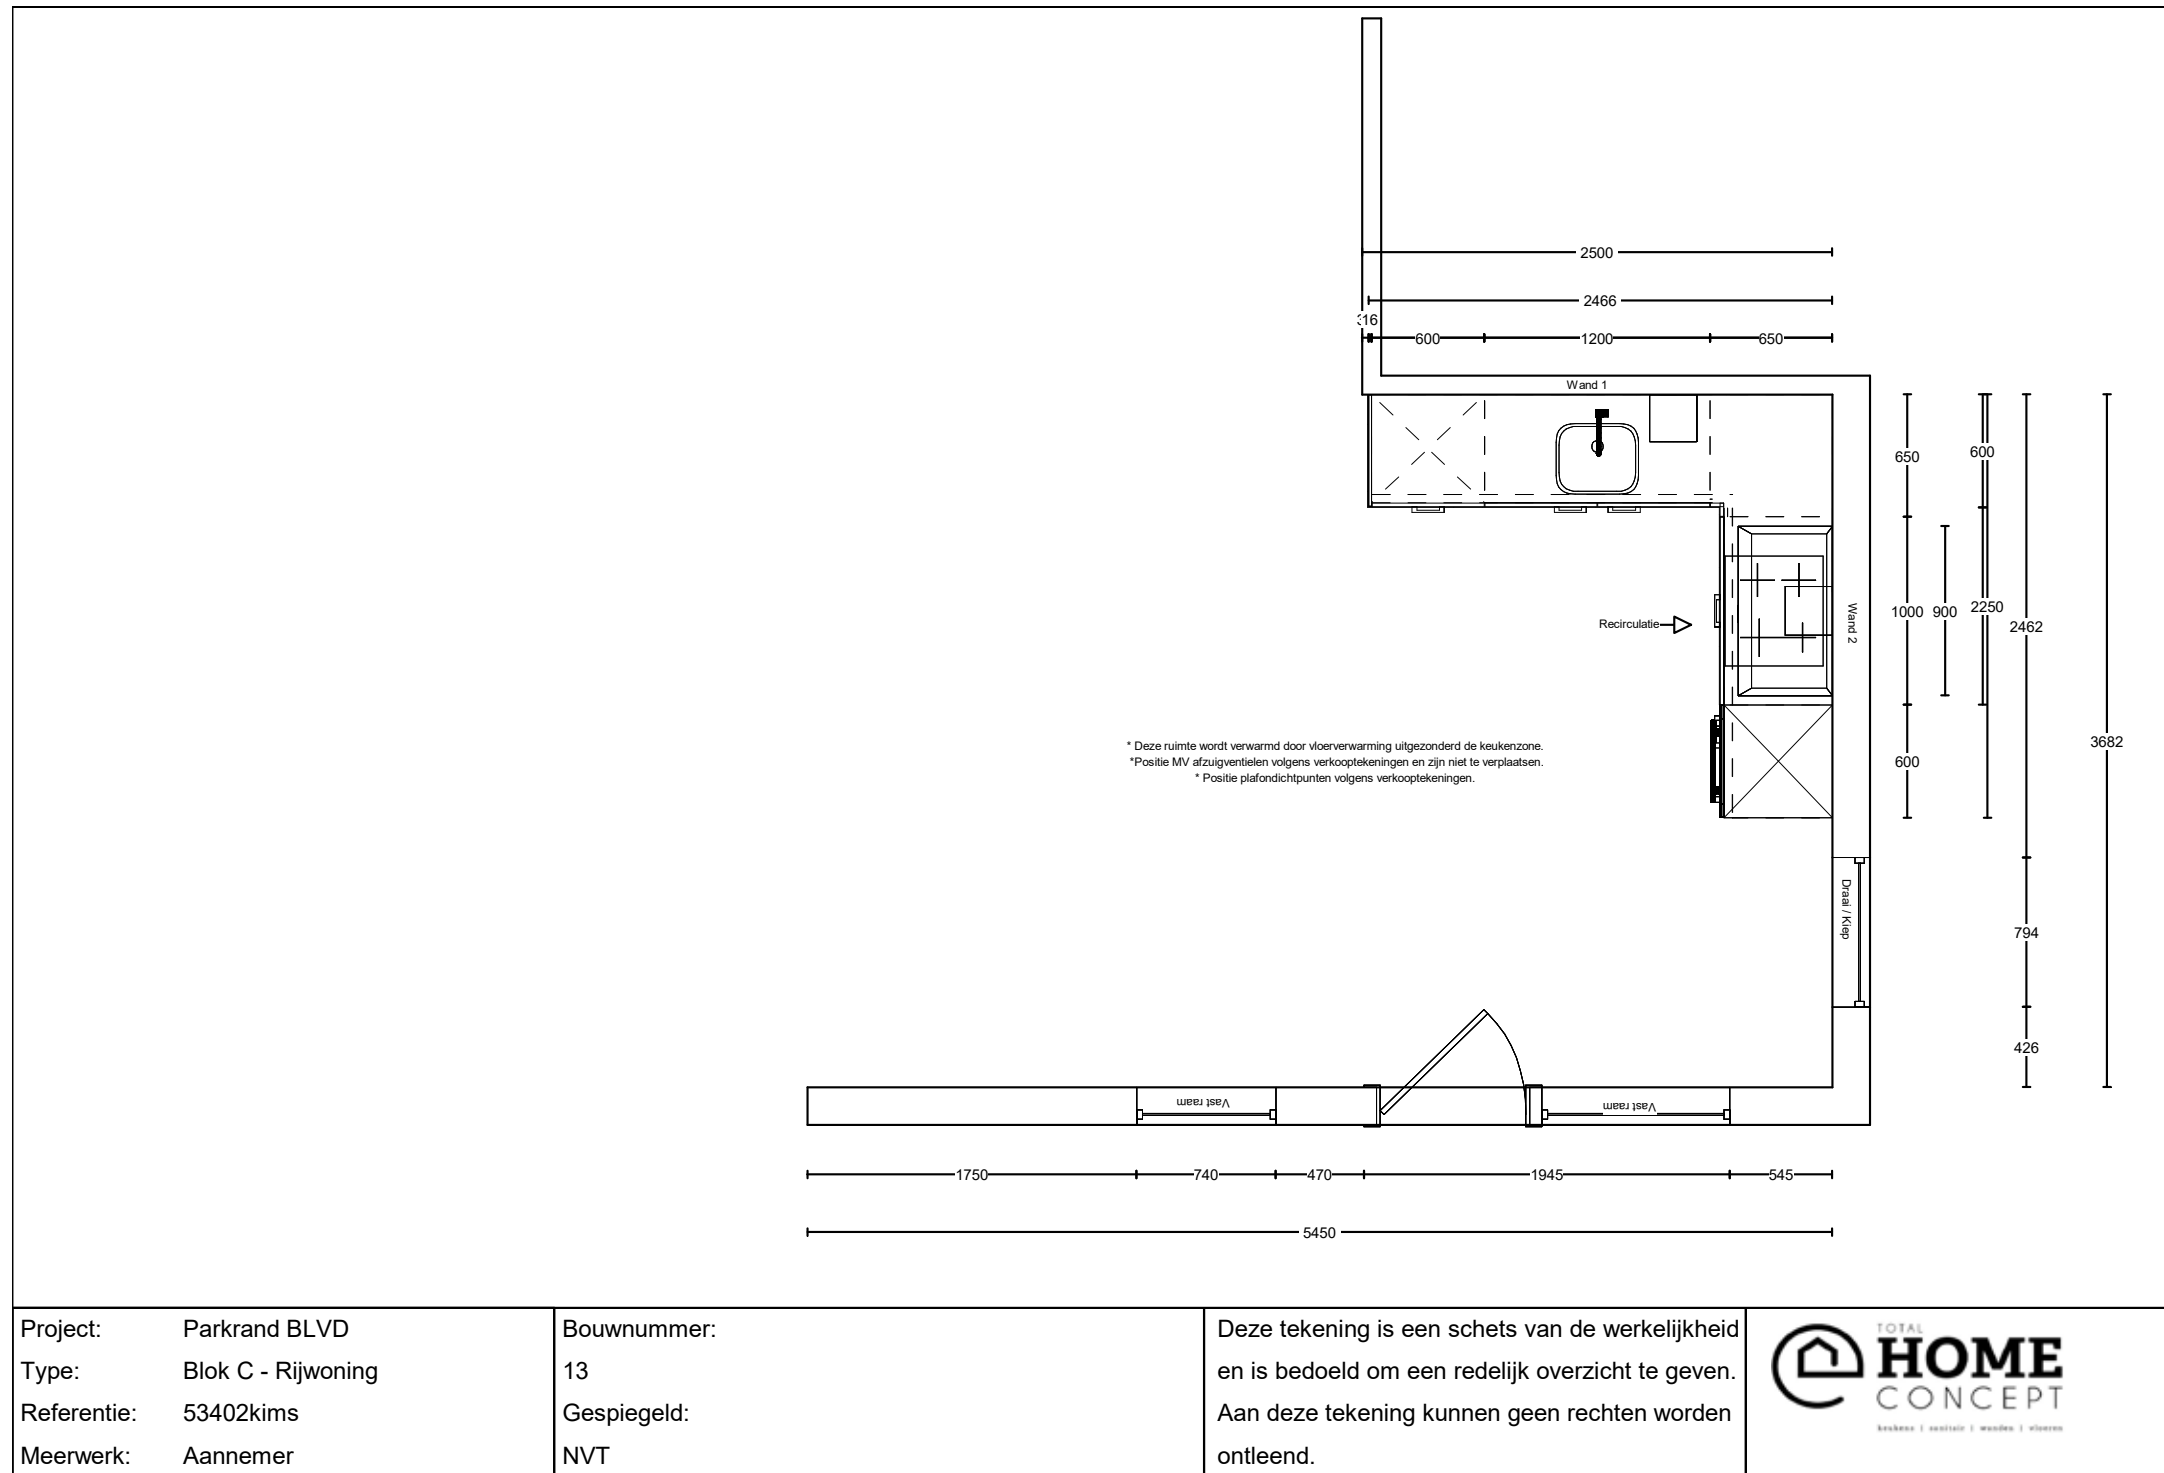 2500
2466
16
600
1200
650
Wand 1
650
600
1000
900
2250
2462
3682
Wand 2
Recirculatie
* Deze ruimte wordt verwarmd door vloerverwarming uitgezonderd de keukenzone.
*Positie MV afzuigventielen volgens verkooptekeningen en zijn niet te verplaatsen.
* Positie plafondichtpunten volgens verkooptekeningen.
600
Draai / Kiep
794
426
Vast raam
Vast raam
1750
740
470
1945
545
5450
Project: Parkrand BLVD
Type: Blok C - Rijwoning
Referentie: 53402kims
Meerwerk: Aannemer
Bouwnummer:
13
Gespiegeld:
NVT
Deze tekening is een schets van de werkelijkheid
en is bedoeld om een redelijk overzicht te geven.
Aan deze tekening kunnen geen rechten worden
ontleend.
TOTAL
HOME
CONCEPT
keukens | sanitair | wanden | vloeren